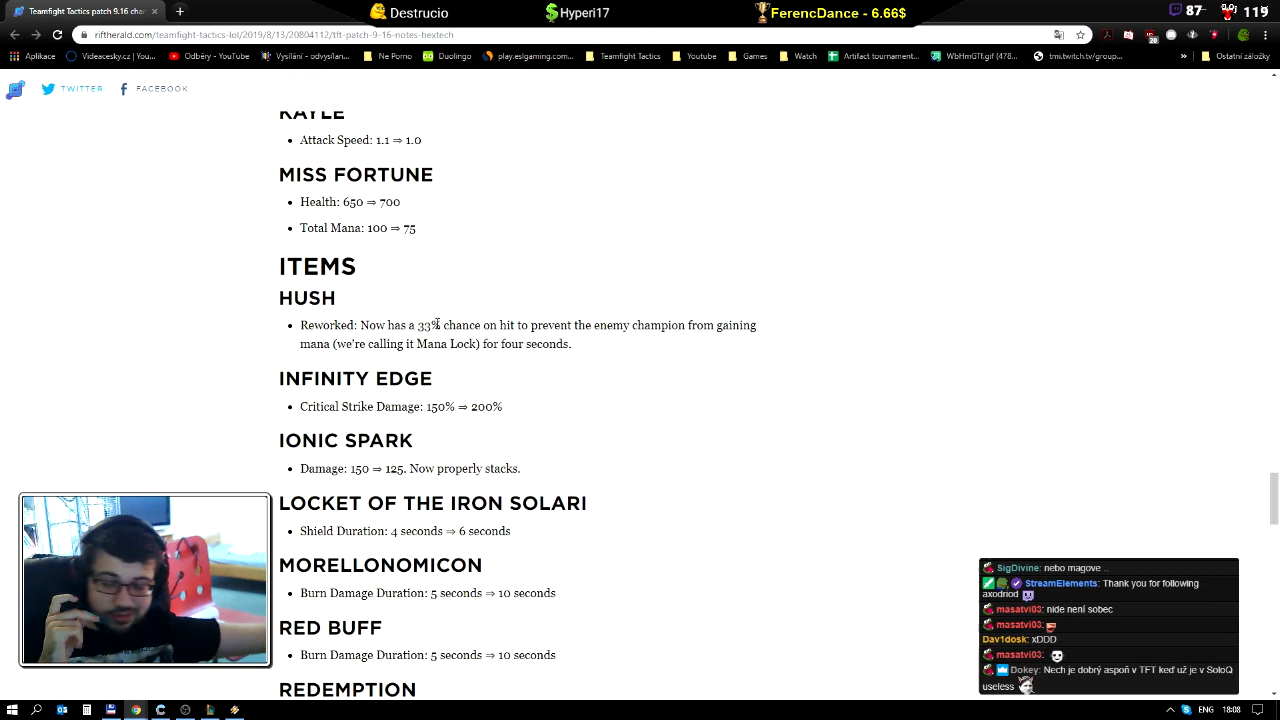 Teamfight Tactics patch 9.16 char
Destrucio
Hyperi17
FerencDance - 6.66$
87
119
riftherald.com/teamfight-tactics-lol/2019/8/13/20804112/tft-patch-9-16-notes-hextech
Aplikace
Videacesky.cz | You...
Odběry - YouTube
Vysílání - odvysílan...
Ne Porno
Duolingo
play.eslgaming.com...
Teamfight Tactics
Youtube
Games
Watch
Artifact tournament...
WbHmGTf.gif (478...
tmi.twitch.tv/group...
»
Ostatní záložky
TWITTER
FACEBOOK
KAYLE
• Attack Speed: 1.1 ⇒ 1.0
MISS FORTUNE
• Health: 650 ⇒ 700
• Total Mana: 100 ⇒ 75
ITEMS
HUSH
• Reworked: Now has a 33% chance on hit to prevent the enemy champion from gaining
mana (we're calling it Mana Lock) for four seconds.
INFINITY EDGE
• Critical Strike Damage: 150% ⇒ 200%
IONIC SPARK
• Damage: 150 ⇒ 125. Now properly stacks.
LOCKET OF THE IRON SOLARI
• Shield Duration: 4 seconds ⇒ 6 seconds
MORELLONOMICON
• Burn Damage Duration: 5 seconds ⇒ 10 seconds
RED BUFF
• Burn Damage Duration: 5 seconds ⇒ 10 seconds
REDEMPTION
SigDivine: nebo magove ..
StreamElements: Thank you for following
axodriod
masatvi03: nide není sobec
masatvi03:
Dav1dosk: xDDD
masatvi03:
Dokey: Nech je dobrý aspoň v TFT keď už je v SoloQ
useless
ENG
18:08